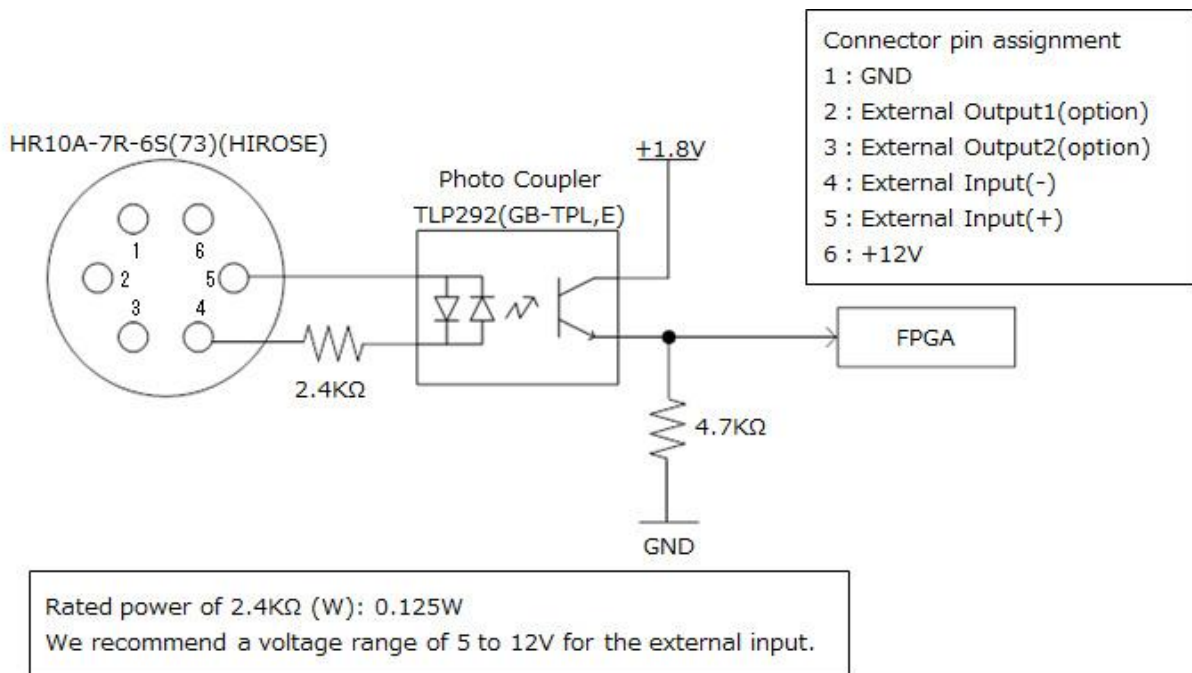 Connector pin assignment
1 : GND
2 : External Output1(option)
3 : External Output2(option)
4 : External Input(-)
5 : External Input(+)
6 : +12V
HR10A-7R-6S(73)(HIROSE)
+1.8V
Photo Coupler
TLP292(GB-TPL,E)
1
6
2
5
3
4
FPGA
2.4KΩ
4.7KΩ
GND
Rated power of 2.4KΩ (W): 0.125W
We recommend a voltage range of 5 to 12V for the external input.